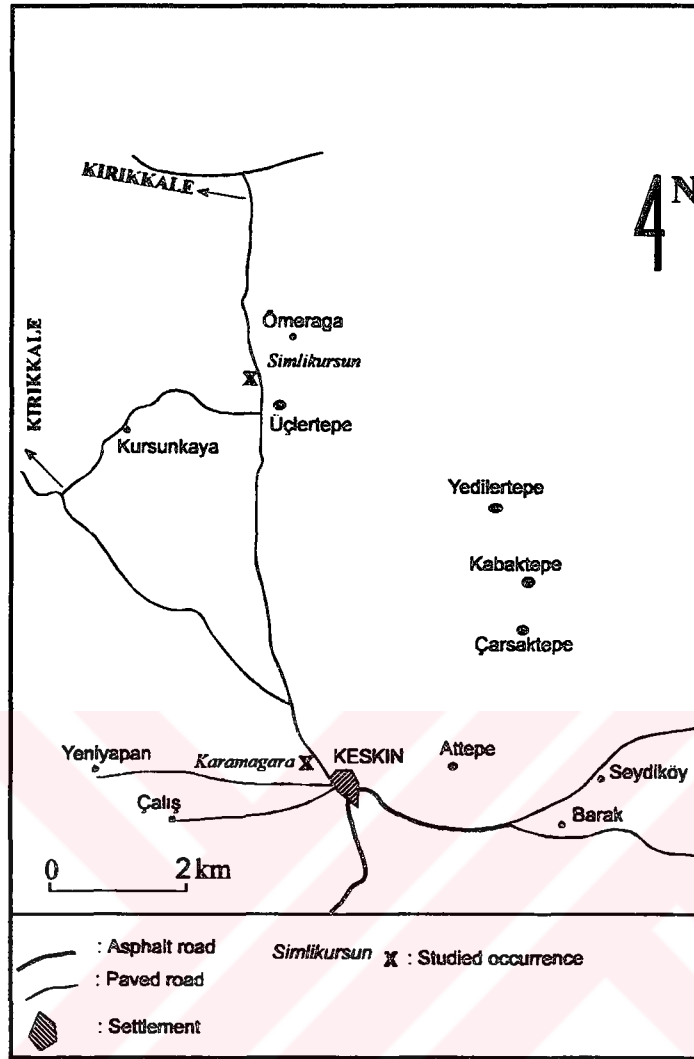 KIRIKKALE
N
Ömeraga
Simlikursun
KIRIKKALE
Üçlertepe
Kursunkaya
Yedilertepe
Kabaktepe
Çarsaktepe
Yeniyapan
Karamagara
KESKIN
Attepe
Seydiköy
Çalış
Barak
0 2 km
: Asphalt road
Simlikursun X : Studied occurrence
: Paved road
: Settlement